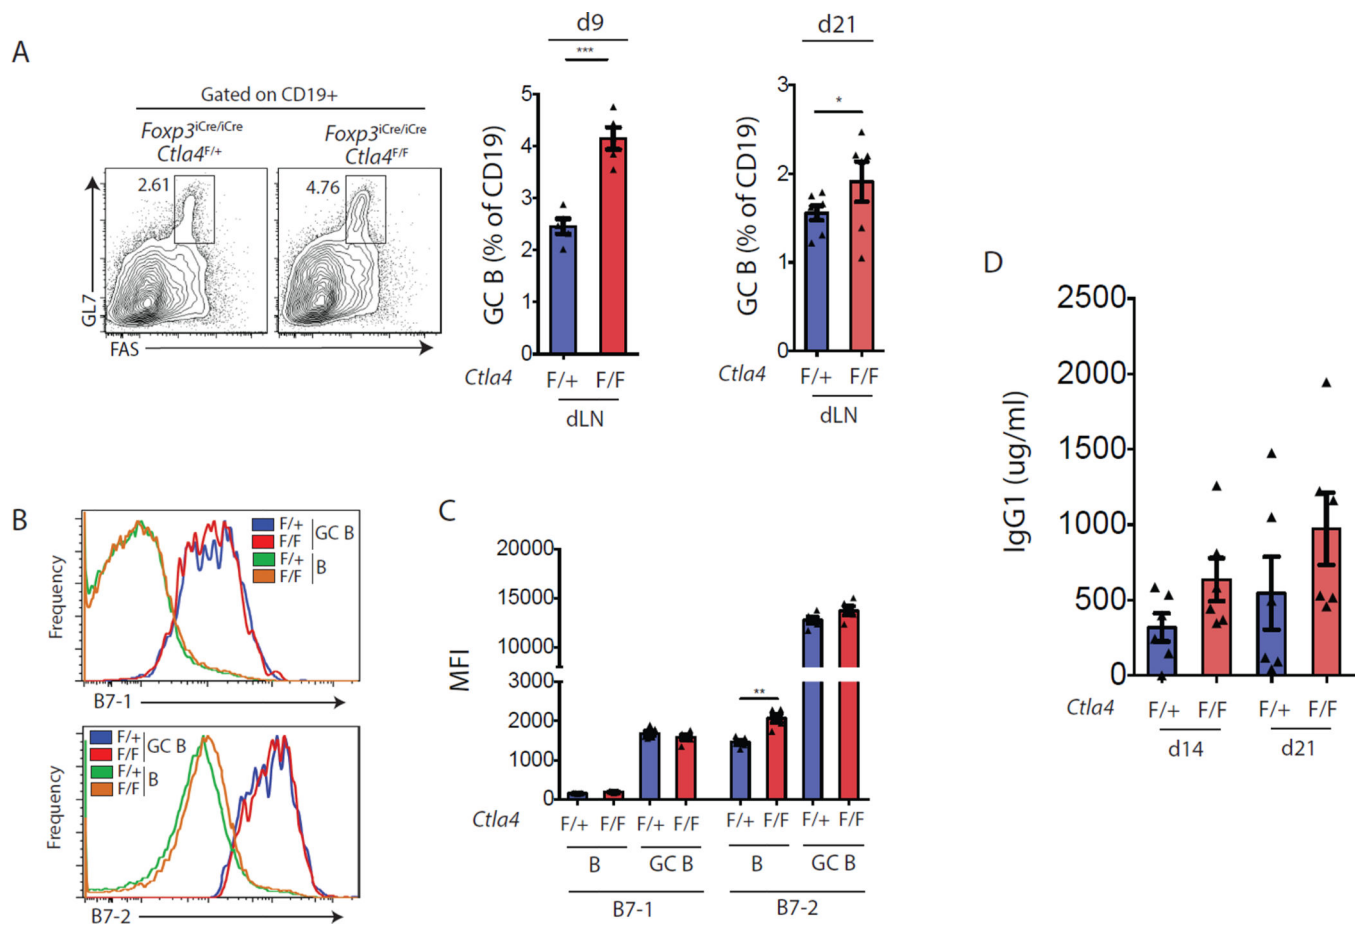 A
Gated on CD19+
Foxp3iCre/iCre
Ctla4F/+
Foxp3iCre/iCre
Ctla4F/F
2.61
4.76
GL7
FAS
d9
***
GC B (% of CD19)
5
4
3
2
1
0
Ctla4
F/+ F/F
dLN
d21
*
GC B (% of CD19)
3
2
1
0
F/+ F/F
dLN
B
Frequency
F/+
F/F
GC B
F/+
F/F
B
B7-1
Frequency
F/+
F/F
GC B
F/+
F/F
B
B7-2
C
MFI
20000
15000
10000
3000
2000
1000
0
**
Ctla4
F/+ F/F F/+ F/F F/+ F/F F/+ F/F
B GC B B GC B
B7-1 B7-2
D
IgG1 (ug/ml)
2500
2000
1500
1000
500
0
Ctla4
F/+ F/F F/+ F/F
d14 d21